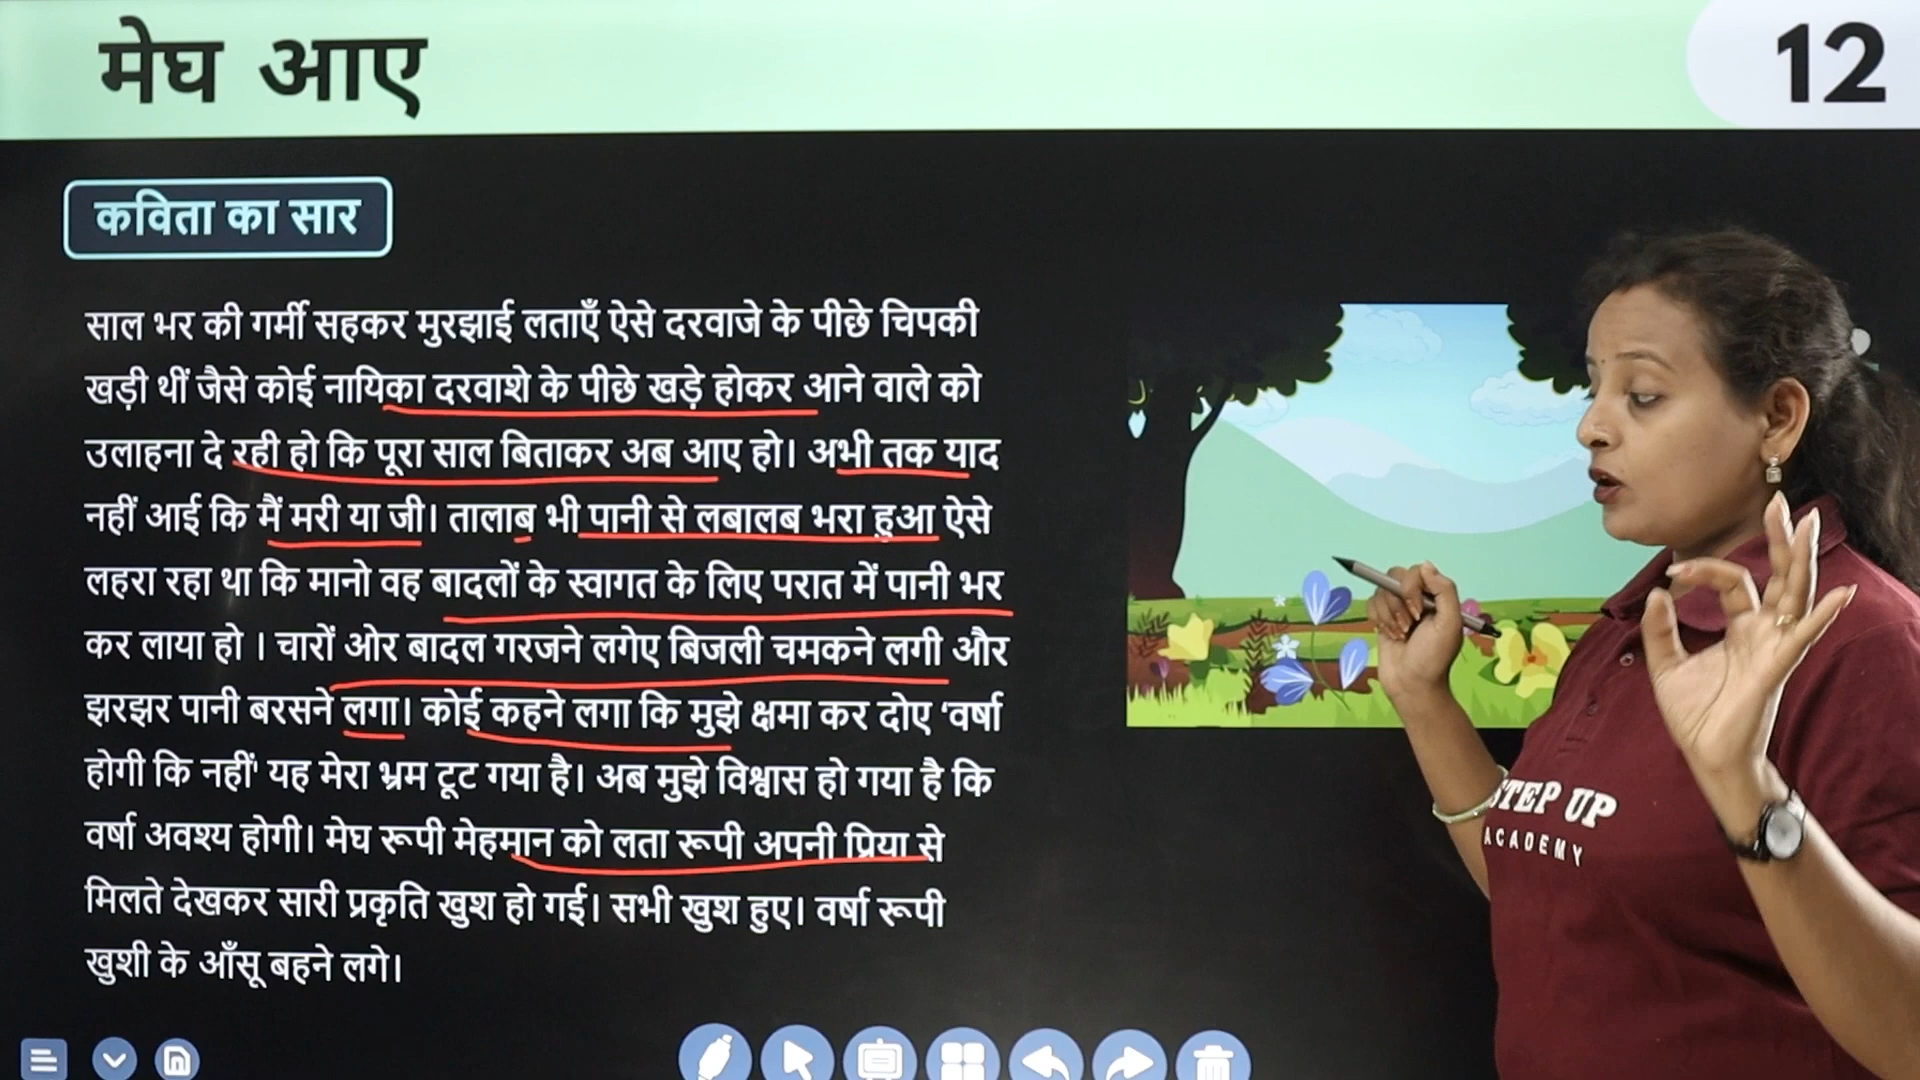 मेघ आए
12
कविता का सार
साल भर की गर्मी सहकर मुरझाई लताएँ ऐसे दरवाजे के पीछे चिपकी
खड़ी थीं जैसे कोई नायिका दरवाशे के पीछे खड़े होकर आने वाले को
उलाहना दे रही हो कि पूरा साल बिताकर अब आए हो। अभी तक याद
नहीं आई कि मैं मरी या जी। तालाब भी पानी से लबालब भरा हुआ ऐसे
लहरा रहा था कि मानो वह बादलों के स्वागत के लिए परात में पानी भर
कर लाया हो । चारों ओर बादल गरजने लगेए बिजली चमकने लगी और
झरझर पानी बरसने लगा। कोई कहने लगा कि मुझे क्षमा कर दोए ‘वर्षा
होगी कि नहीं' यह मेरा भ्रम टूट गया है। अब मुझे विश्वास हो गया है कि
वर्षा अवश्य होगी। मेघ रूपी मेहमान को लता रूपी अपनी प्रिया से
मिलते देखकर सारी प्रकृति खुश हो गई। सभी खुश हुए। वर्षा रूपी
खुशी के आँसू बहने लगे।
STEP UP
ACADEMY